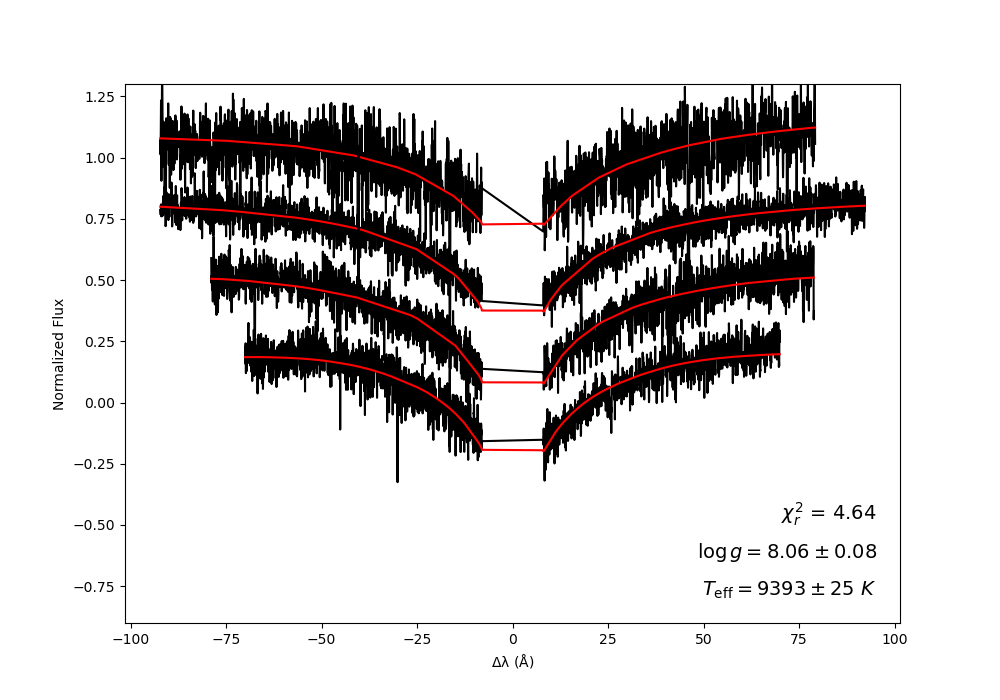 1.25
1.00
0.75
0.50
0.25
0.00
−0.25
−0.50
−0.75
Normalized Flux
χ²ᵣ = 4.64
log g = 8.06 ± 0.08
T_eff = 9393 ± 25 K
−100 −75 −50 −25 0 25 50 75 100
Δλ (Å)